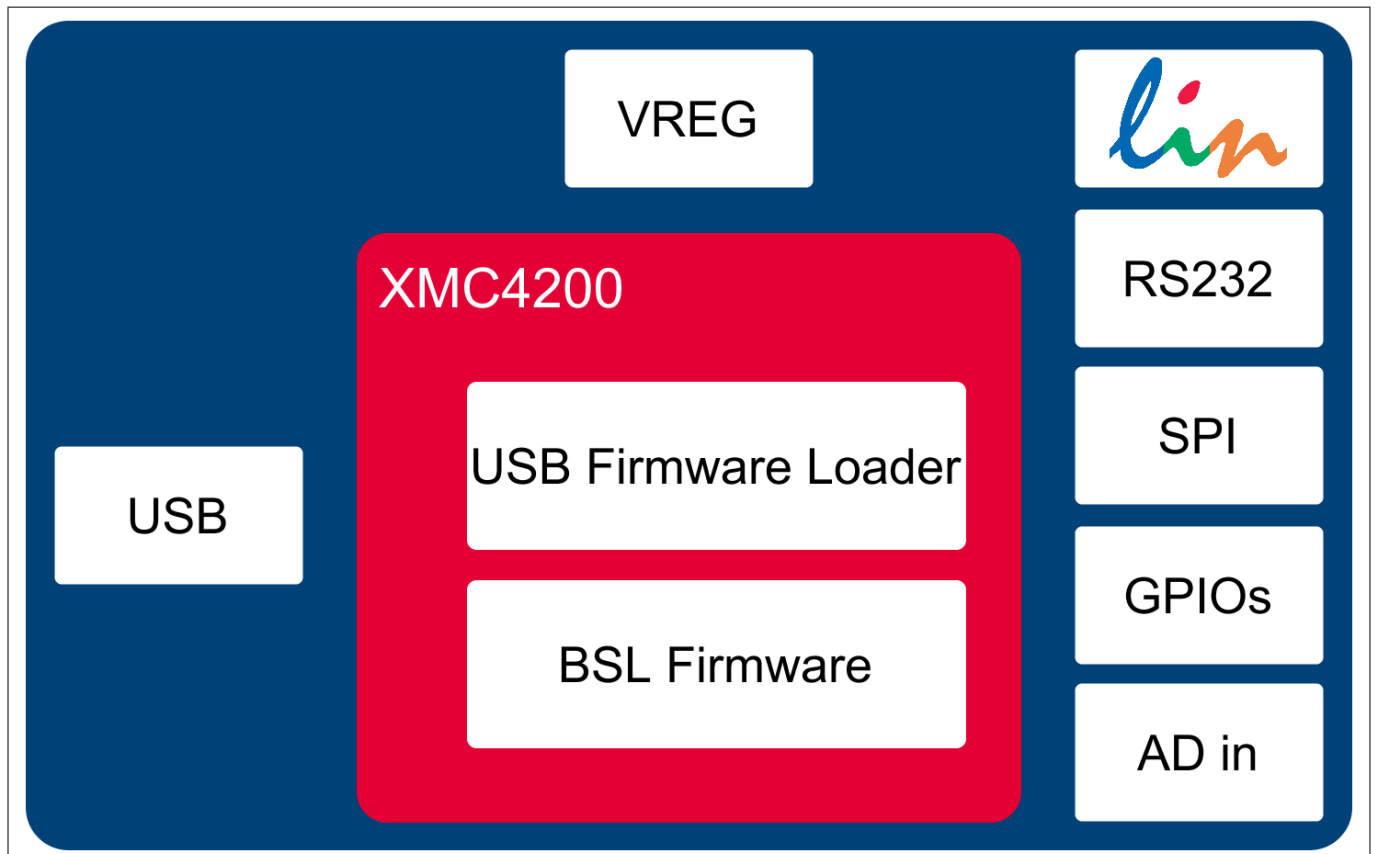 VREG
lin
XMC4200
RS232
USB Firmware Loader
SPI
USB
GPIOs
BSL Firmware
AD in